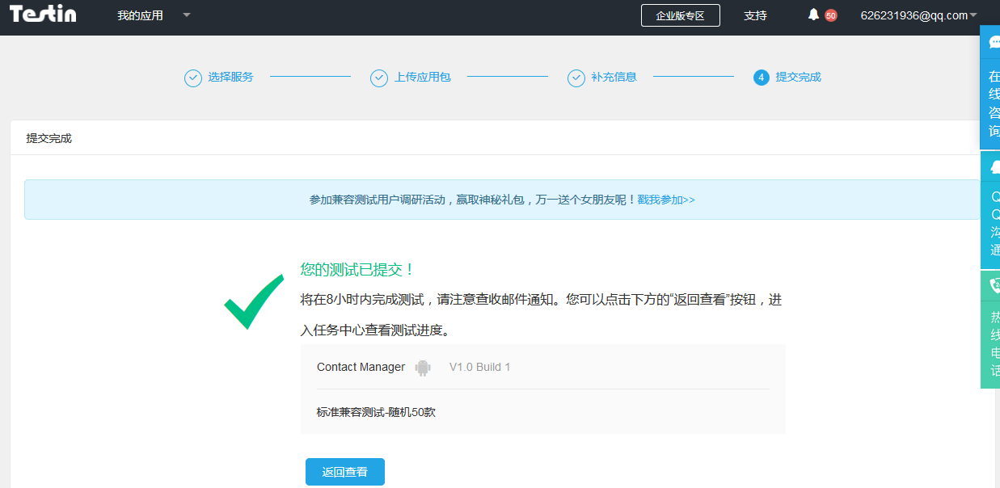 Testin 我的应用 企业版专区 支持 50 626231936@qq.com
选择服务 上传应用包 补充信息 4 提交完成
提交完成
参加兼容测试用户调研活动，赢取神秘礼包，万一送个女朋友呢！戳我参加>>
您的测试已提交！
将在8小时内完成测试，请注意查收邮件通知。您可以点击下方的“返回查看”按钮，进
入任务中心查看测试进度。
Contact Manager V1.0 Build 1
标准兼容测试-随机50款
返回查看
在线咨询
QQ沟通
热线电话